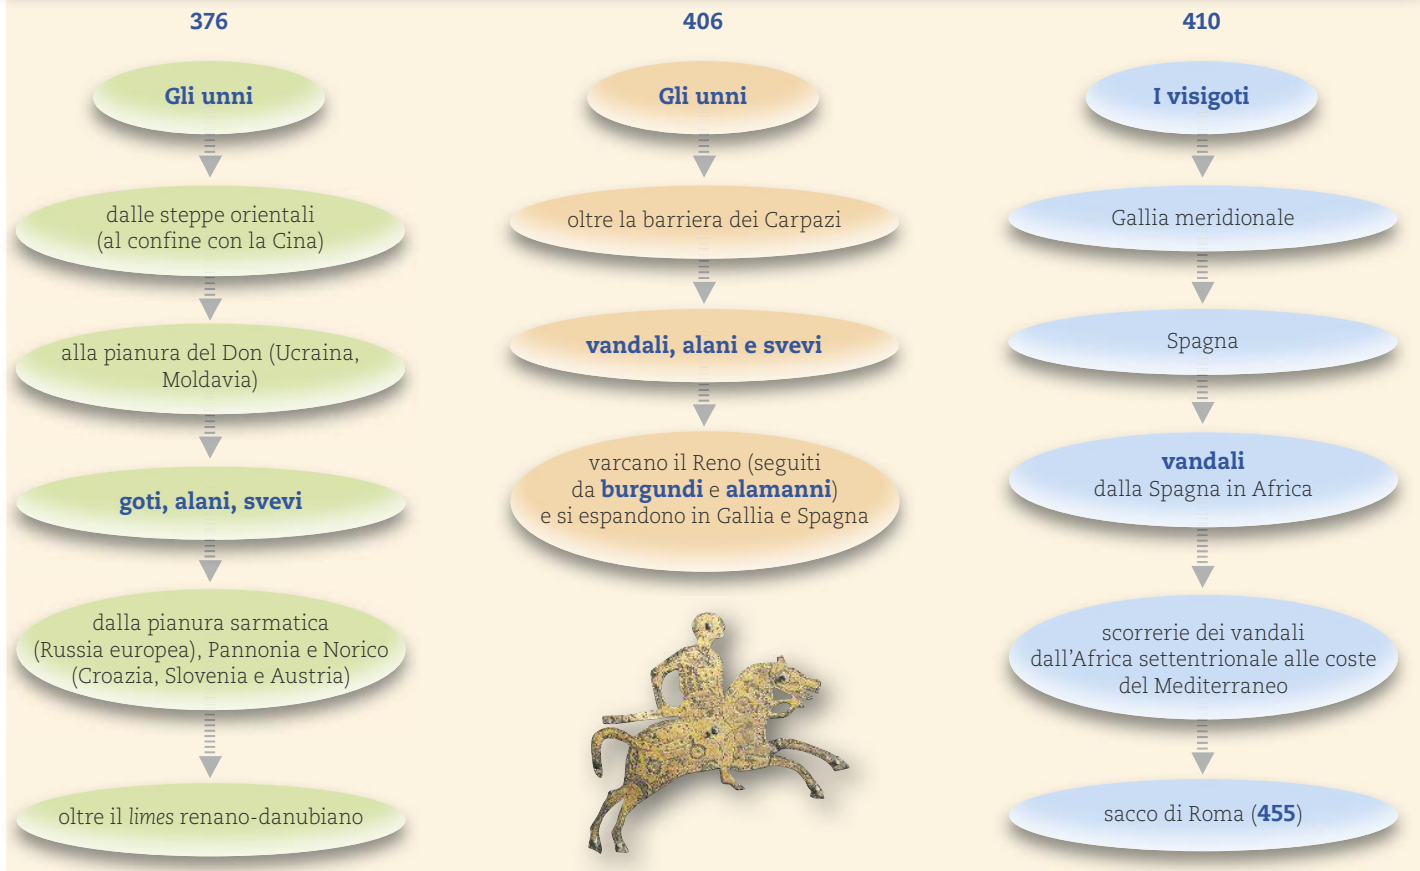 376
Gli unni
dalle steppe orientali
(al confine con la Cina)
alla pianura del Don (Ucraina,
Moldavia)
goti, alani, svevi
dalla pianura sarmatica
(Russia europea), Pannonia e Norico
(Croazia, Slovenia e Austria)
oltre il limes renano-danubiano
406
Gli unni
oltre la barriera dei Carpazi
vandali, alani e svevi
varcano il Reno (seguiti
da burgundi e alamanni)
e si espandono in Gallia e Spagna
410
I visigoti
Gallia meridionale
Spagna
vandali
dalla Spagna in Africa
scorrerie dei vandali
dall'Africa settentrionale alle coste
del Mediterraneo
sacco di Roma (455)